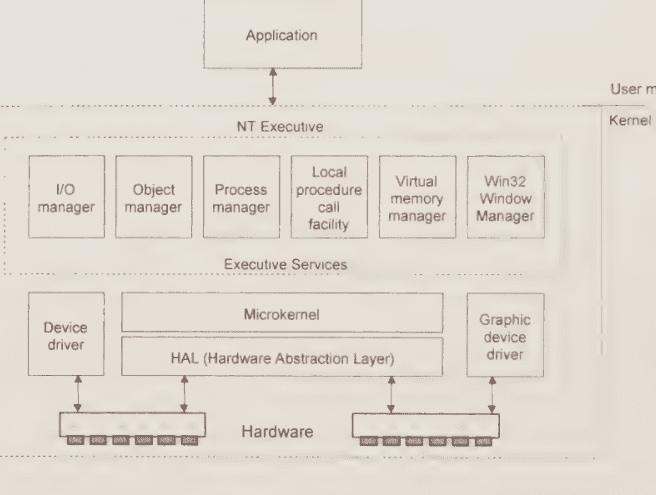 Application
User m
NT Executive
Kernel
I/O
manager
Object
manager
Process
manager
Local
procedure
call
facility
Virtual
memory
manager
Win32
Window
Manager
Executive Services
Device
driver
Microkernel
HAL (Hardware Abstraction Layer)
Graphic
device
driver
Hardware